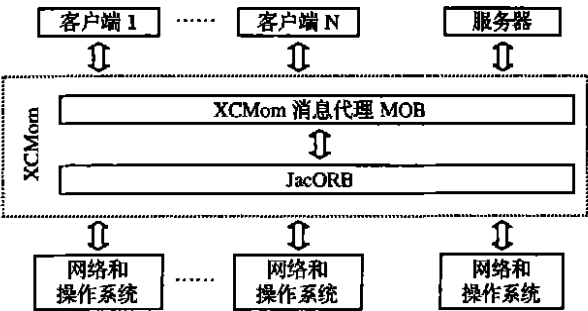 客户端 1 …… 客户端 N 服务器
XCMom
XCMom 消息代理 MOB
JacORB
网络和 …… 网络和 网络和
操作系统 操作系统 操作系统